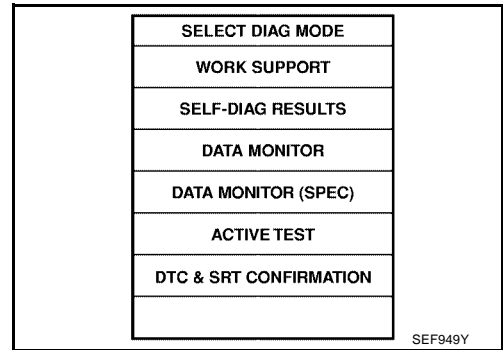 SELECT DIAG MODE
WORK SUPPORT
SELF-DIAG RESULTS
DATA MONITOR
DATA MONITOR (SPEC)
ACTIVE TEST
DTC & SRT CONFIRMATION
SEF949Y